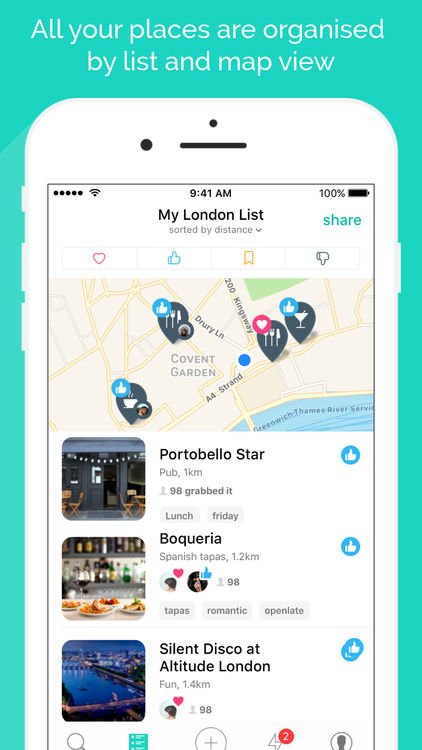 All your places are organised
by list and map view
9:41 AM
100%
My London List
share
sorted by distance
200
Kingsway
Drury Ln
COVENT
GARDEN
A4
Strand
Greenwich-Thames River Servic
Portobello Star
Pub, 1km
98 grabbed it
Lunch
friday
Boqueria
Spanish tapas, 1.2km
98
tapas
romantic
openlate
Silent Disco at
Altitude London
Fun, 1.4km
98
2